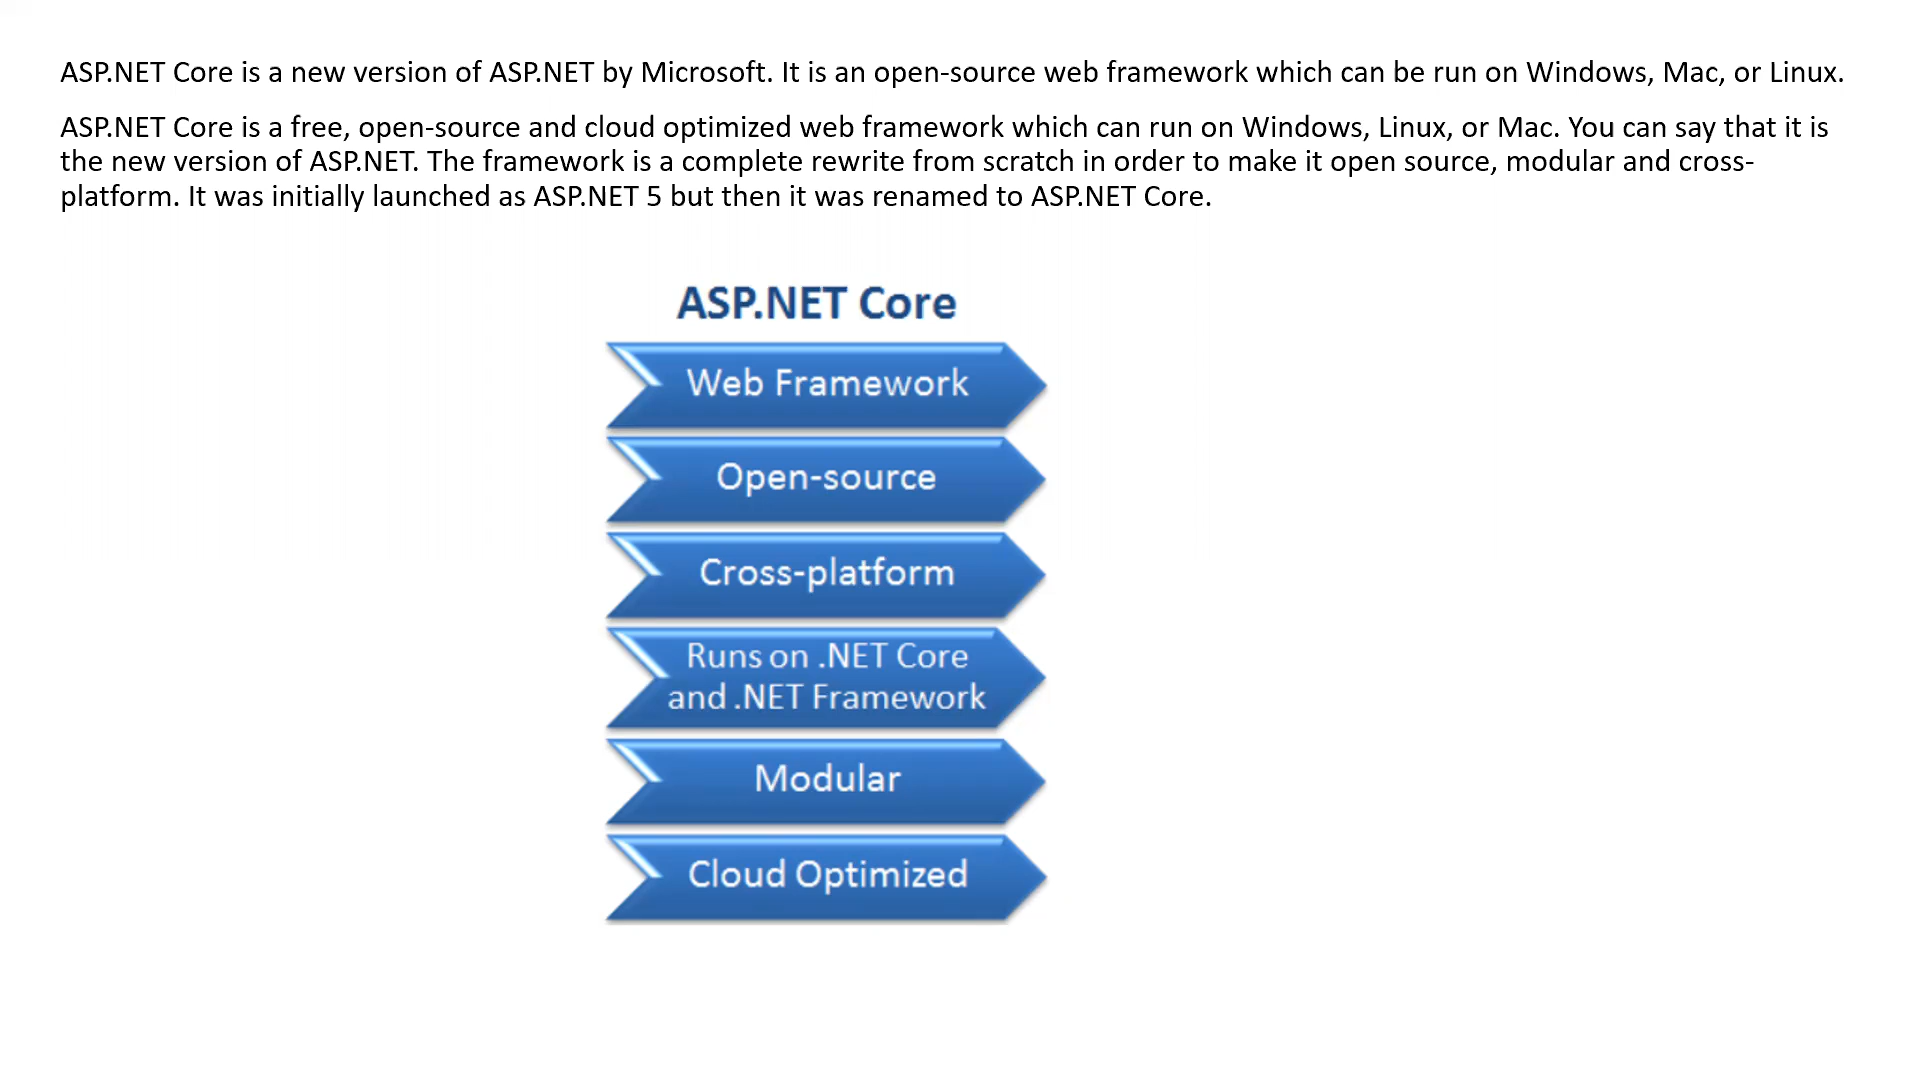 ASP.NET Core is a new version of ASP.NET by Microsoft. It is an open-source web framework which can be run on Windows, Mac, or Linux.
ASP.NET Core is a free, open-source and cloud optimized web framework which can run on Windows, Linux, or Mac. You can say that it is
the new version of ASP.NET. The framework is a complete rewrite from scratch in order to make it open source, modular and cross-
platform. It was initially launched as ASP.NET 5 but then it was renamed to ASP.NET Core.
ASP.NET Core
Web Framework
Open-source
Cross-platform
Runs on .NET Core
and .NET Framework
Modular
Cloud Optimized